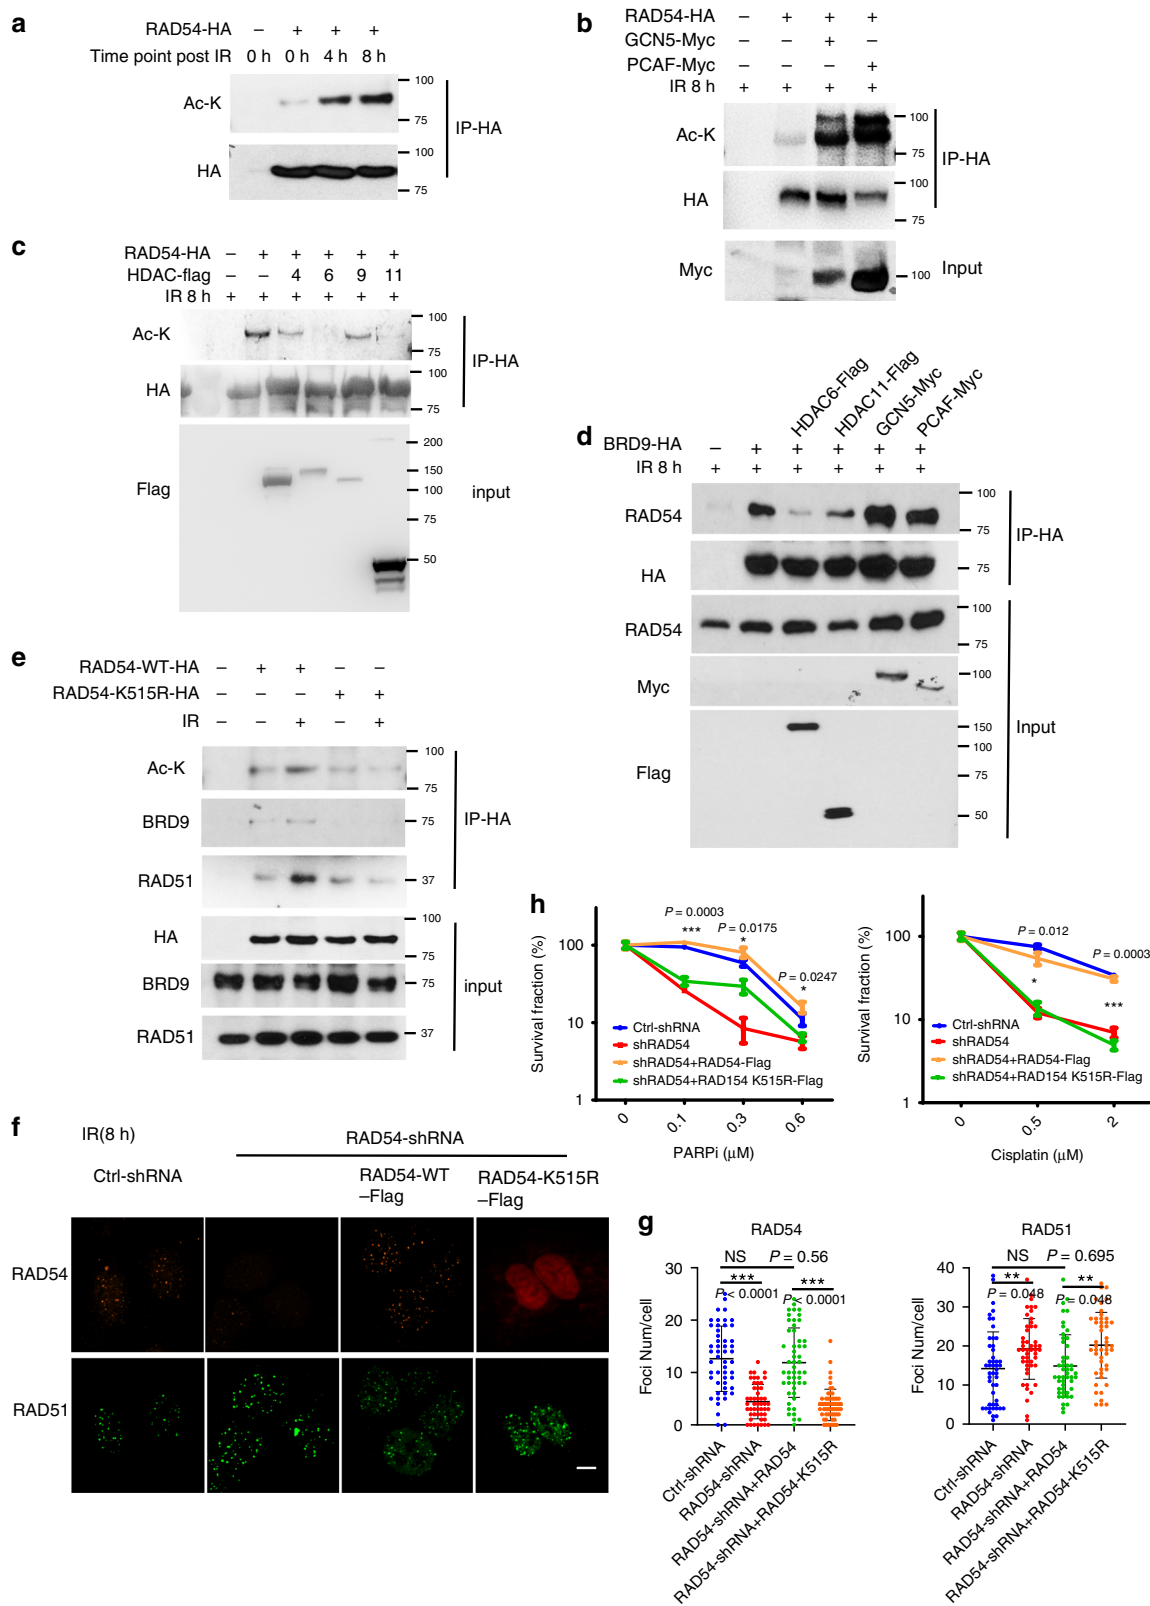 a
RAD54-HA – + + +
Time point post IR 0 h 0 h 4 h 8 h
Ac-K
100
75
HA
100
75
IP-HA
b
RAD54-HA – + + +
GCN5-Myc – – + –
PCAF-Myc – – – +
IR 8 h + + + +
Ac-K
100
75
HA
100
75
IP-HA
Myc
100
Input
c
RAD54-HA – + + + + +
HDAC-flag – – 4 6 9 11
IR 8 h + + + + + +
Ac-K
100
75
HA
100
75
IP-HA
Flag
200
150
100
75
50
input
d
HDAC6-Flag
HDAC11-Flag
GCN5-Myc
PCAF-Myc
BRD9-HA – + + + + +
IR 8 h + + + + + +
RAD54
100
75
HA
75
IP-HA
RAD54
100
75
Myc
100
Flag
150
100
75
50
Input
e
RAD54-WT-HA – + + – –
RAD54-K515R-HA – – – + +
IR – – + – +
Ac-K
100
75
BRD9
75
RAD51
37
IP-HA
HA
100
75
BRD9
75
RAD51
37
input
h
Survival fraction (%)
100
10
1
P = 0.0003
***
P = 0.0175
*
P = 0.0247
*
Ctrl-shRNA
shRAD54
shRAD54+RAD54-Flag
shRAD54+RAD154 K515R-Flag
0 0.1 0.3 0.6
PARPi (µM)
Survival fraction (%)
100
10
1
P = 0.012
*
P = 0.0003
***
Ctrl-shRNA
shRAD54
shRAD54+RAD54-Flag
shRAD54+RAD154 K515R-Flag
0 0.5 2
Cisplatin (µM)
f
IR(8 h)
RAD54-shRNA
Ctrl-shRNA
RAD54-WT
–Flag
RAD54-K515R
–Flag
RAD54
RAD51
g
RAD54
NS P = 0.56
*** ***
P < 0.0001 P < 0.0001
Foci Num/cell
30
20
10
0
Ctrl-shRNA
RAD54-shRNA
RAD54-shRNA+RAD54
RAD54-shRNA+RAD54-K515R
RAD51
NS P = 0.695
** **
P = 0.048 P = 0.048
Foci Num/cell
40
30
20
10
0
Ctrl-shRNA
RAD54-shRNA
RAD54-shRNA+RAD54
RAD54-shRNA+RAD54-K515R